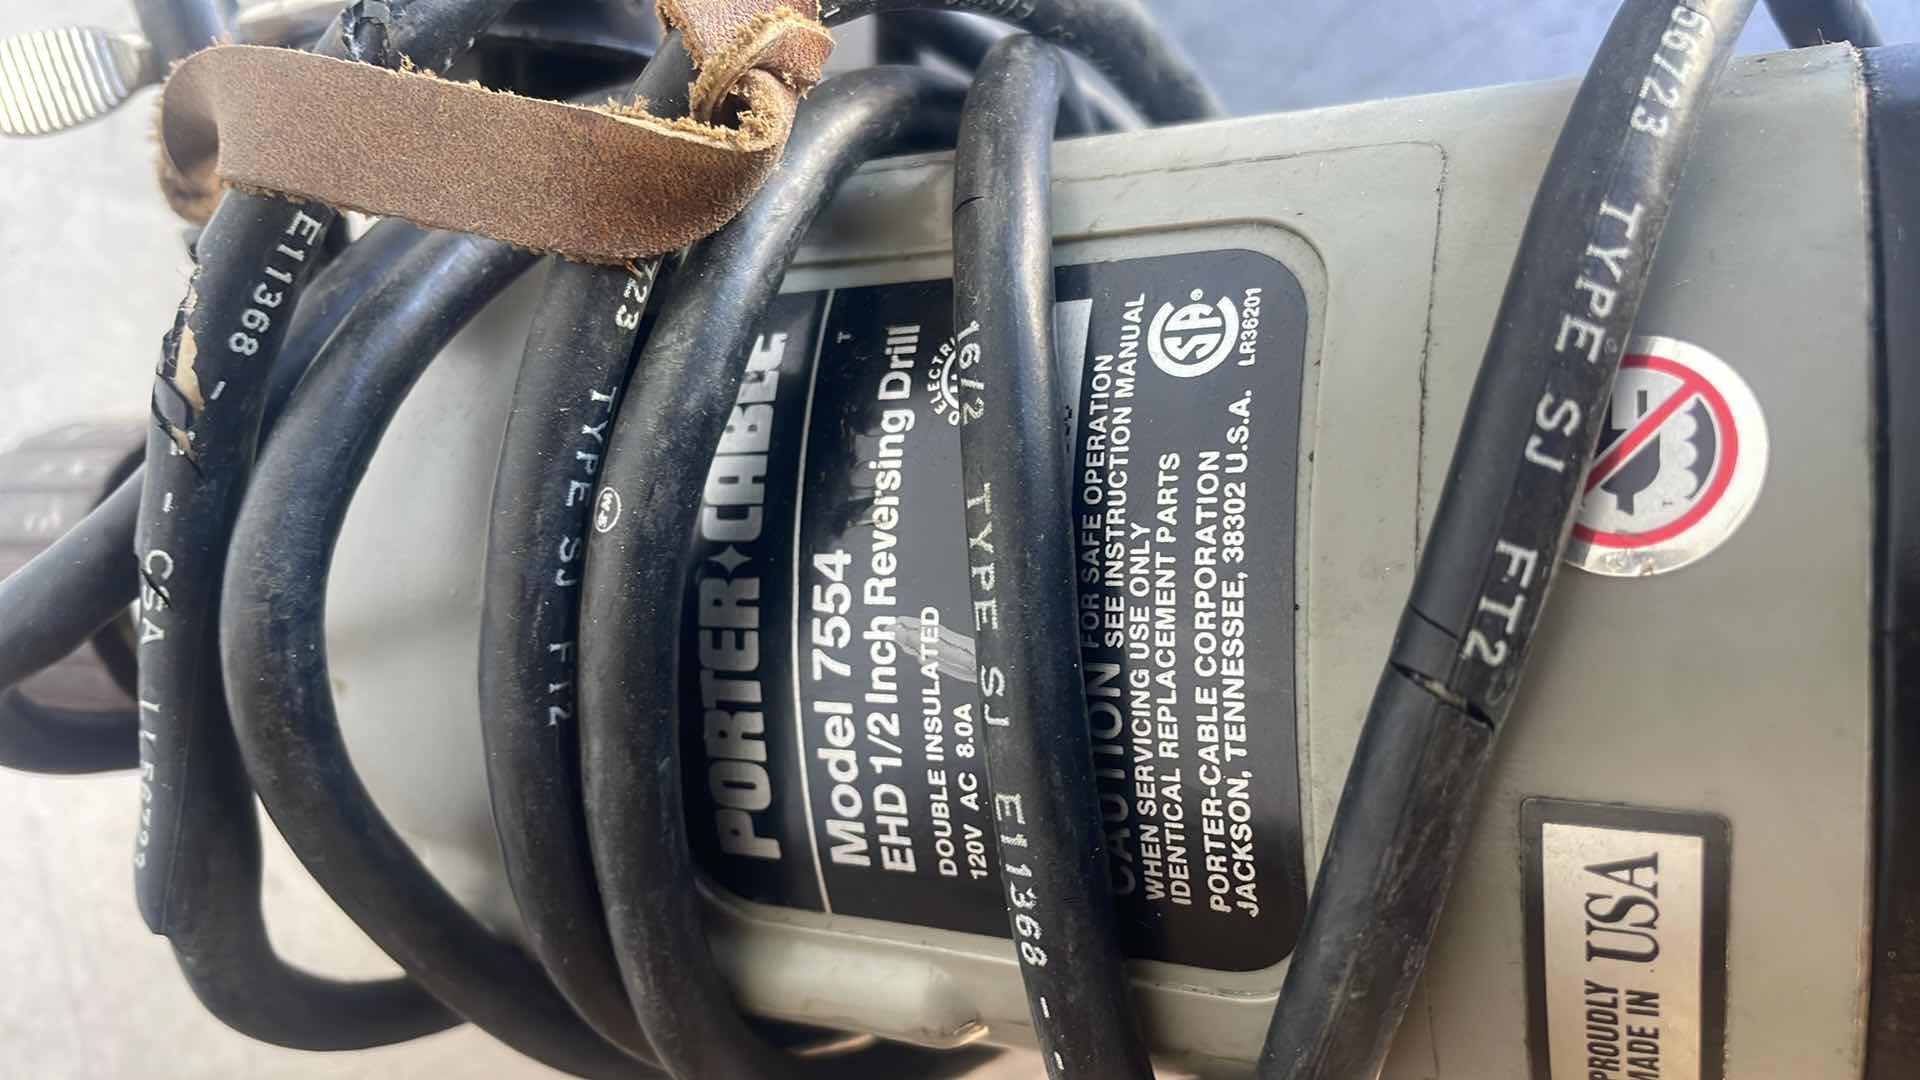 PORTER CABLE
Model 7554
T
EHD 1/2 Inch Reversing Drill
DOUBLE INSULATED
120V AC 8.0A
CAUTION FOR SAFE OPERATION
SEE INSTRUCTION MANUAL
WHEN SERVICING USE ONLY
IDENTICAL REPLACEMENT PARTS
PORTER-CABLE CORPORATION
JACKSON, TENNESSEE, 38302 U.S.A.
LR36201
PROUDLY
MADE IN USA
E11368 -
- CSA
723 TYPE SJ FT2
16/2 TYPE SJ E11368 - -
56723 TYPE SJ FT2